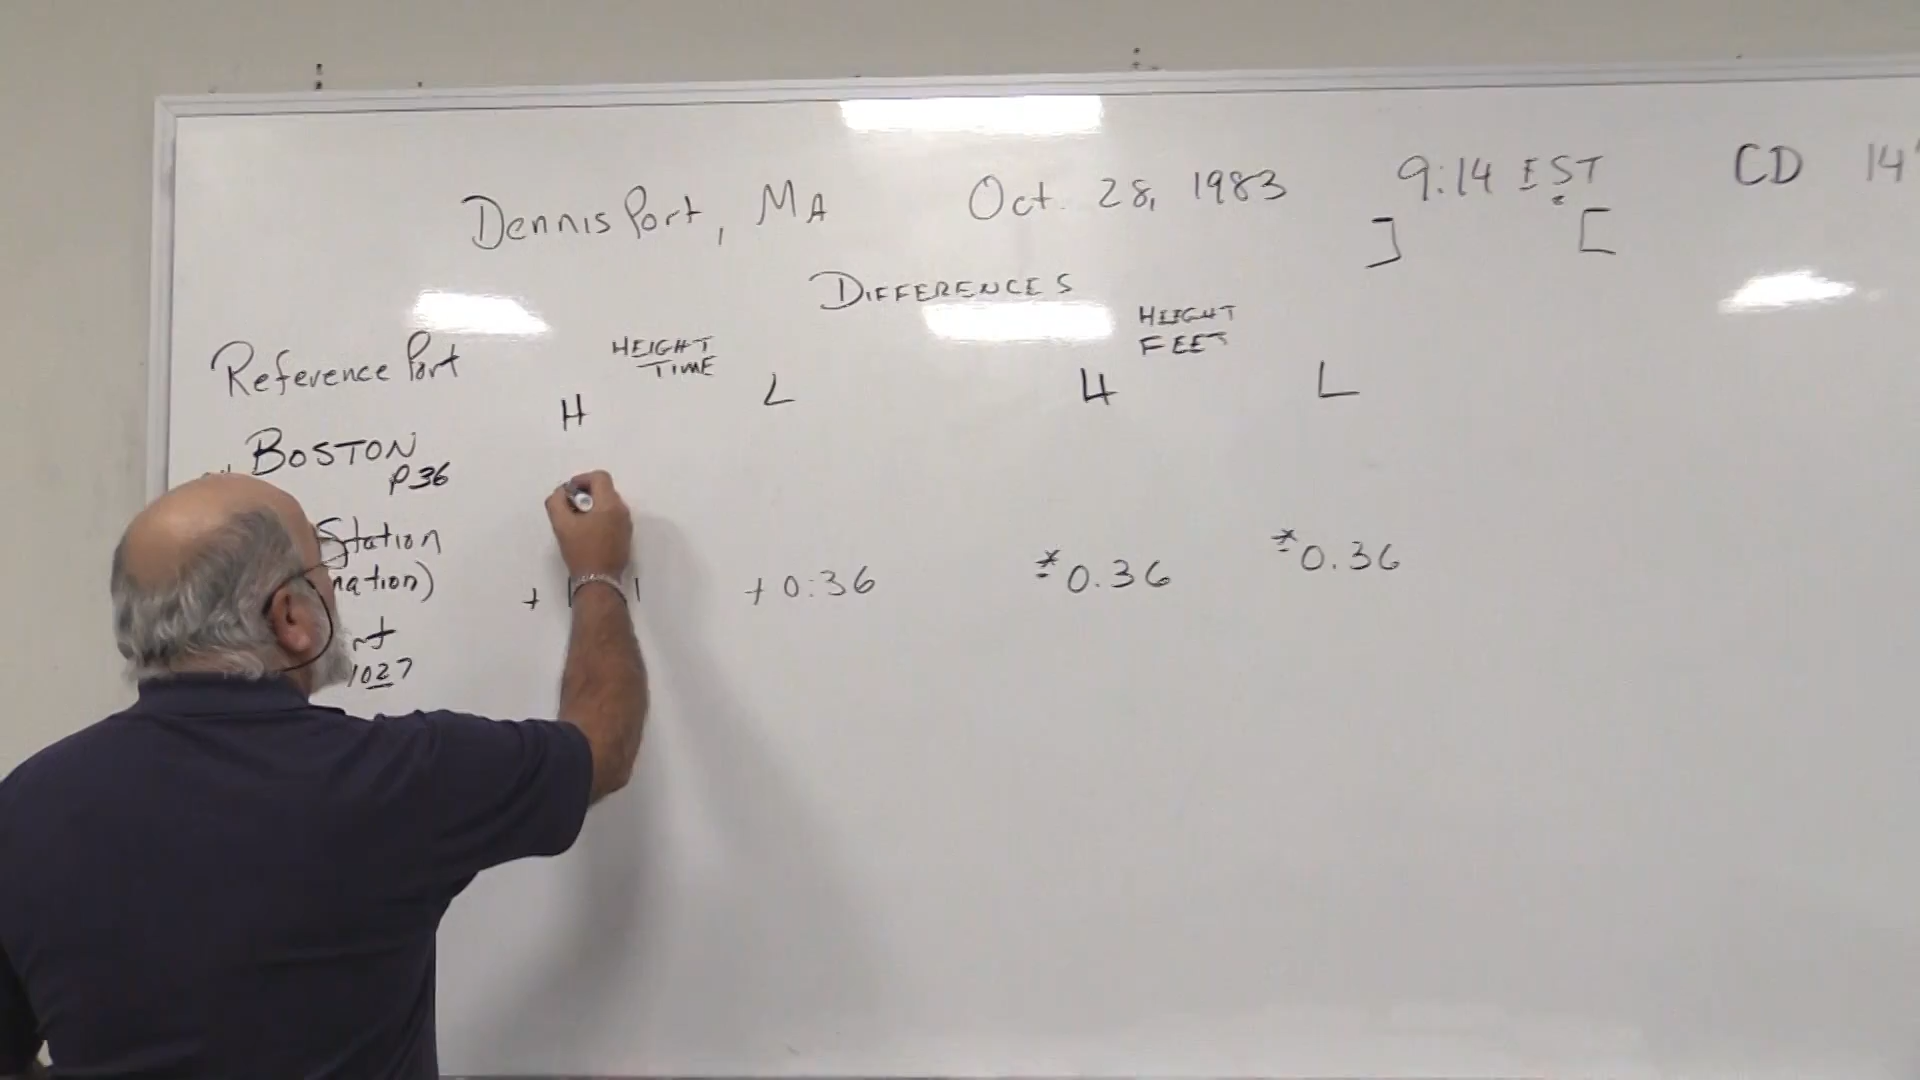 Dennis Port, MA Oct. 28, 1983 9:14 EST CD 14
] [
DIFFERENCES
Reference Port HEIGHT TIME HEIGHT FEET
H L H L
BOSTON
P36
Station
+ +0:36 *0.36 *0.36
1027